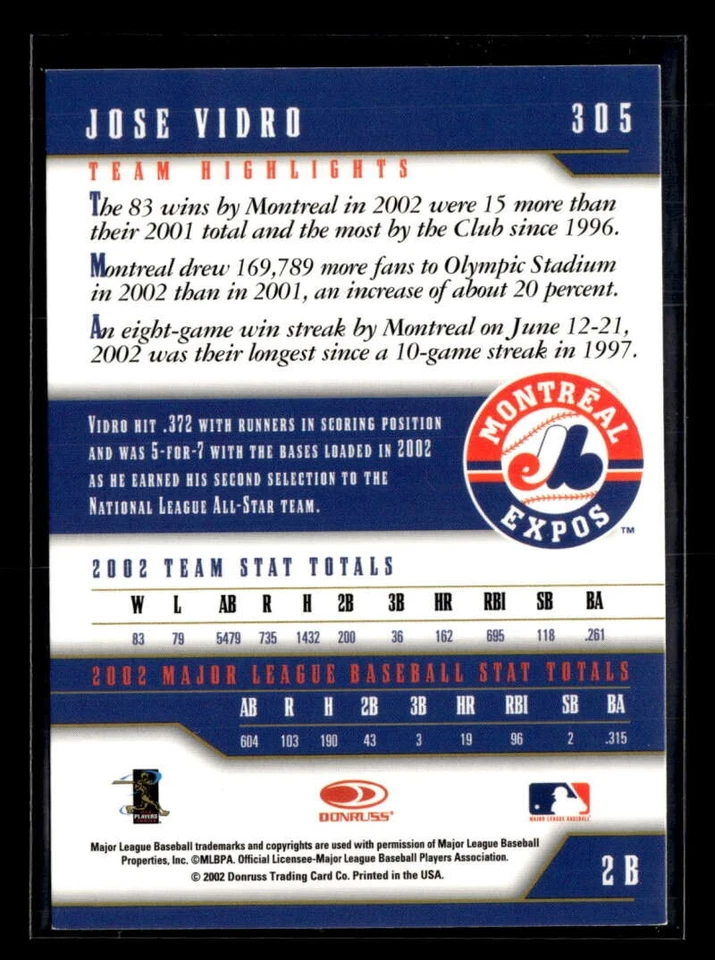 JOSE VIDRO 305
TEAM HIGHLIGHTS
The 83 wins by Montreal in 2002 were 15 more than
their 2001 total and the most by the Club since 1996.
Montreal drew 169,789 more fans to Olympic Stadium
in 2002 than in 2001, an increase of about 20 percent.
An eight-game win streak by Montreal on June 12-21,
2002 was their longest since a 10-game streak in 1997.
VIDRO HIT .372 WITH RUNNERS IN SCORING POSITION
AND WAS 5-FOR-7 WITH THE BASES LOADED IN 2002
AS HE EARNED HIS SECOND SELECTION TO THE
NATIONAL LEAGUE ALL-STAR TEAM.
MONTRÉAL
eb
EXPOS
TM
2002 TEAM STAT TOTALS
W L AB R H 2B 3B HR RBI SB BA
83 79 5479 735 1432 200 36 162 695 118 .261
2002 MAJOR LEAGUE BASEBALL STAT TOTALS
AB R H 2B 3B HR RBI SB BA
604 103 190 43 3 19 96 2 .315
PLAYERS
DONRUSS
MAJOR LEAGUE BASEBALL
Major League Baseball trademarks and copyrights are used with permission of Major League Baseball
Properties, Inc. ©MLBPA. Official Licensee-Major League Baseball Players Association.
© 2002 Donruss Trading Card Co. Printed in the USA.
2B